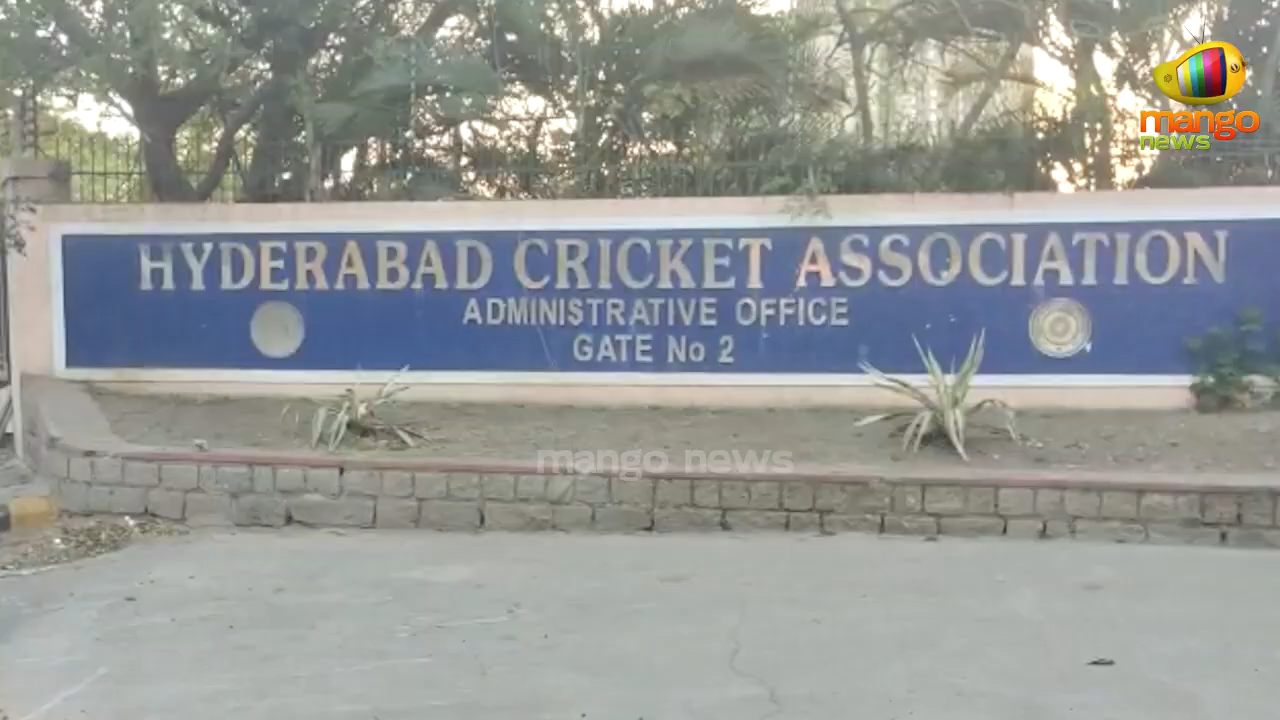 mango
news
HYDERABAD CRICKET ASSOCIATION
ADMINISTRATIVE OFFICE
GATE No 2
mango news